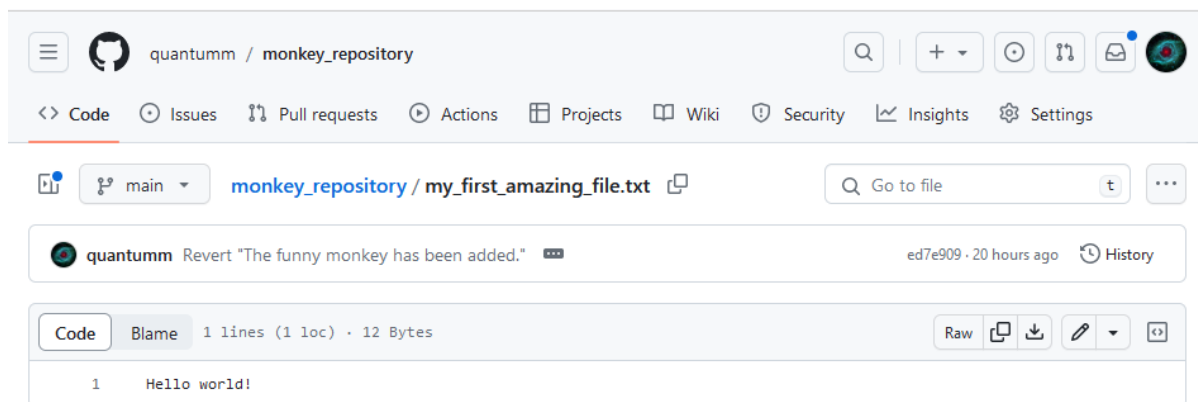 quantumm / monkey_repository
Code Issues Pull requests Actions Projects Wiki Security Insights Settings
main monkey_repository / my_first_amazing_file.txt Go to file t
quantumm Revert "The funny monkey has been added." ed7e909 · 20 hours ago History
Code Blame 1 lines (1 loc) · 12 Bytes Raw
1 Hello world!